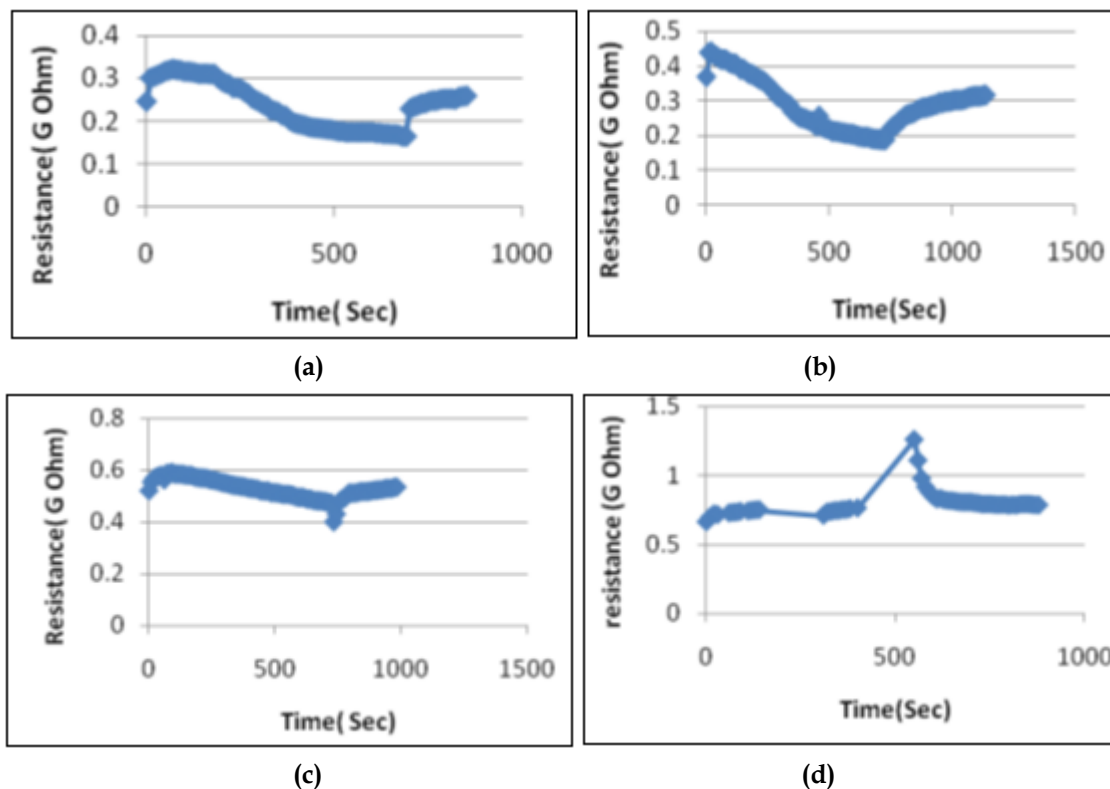 0.4
0.3
0.2
0.1
0
Resistance( G Ohm)
0 500 1000
Time( Sec)
(a)
0.5
0.4
0.3
0.2
0.1
0
Resistance( G Ohm)
0 500 1000 1500
Time(Sec)
(b)
0.8
0.6
0.4
0.2
0
Resistance( G Ohm)
0 500 1000 1500
Time( Sec)
(c)
1.5
1
0.5
0
resistance (G Ohm)
0 500 1000
Time(Sec)
(d)